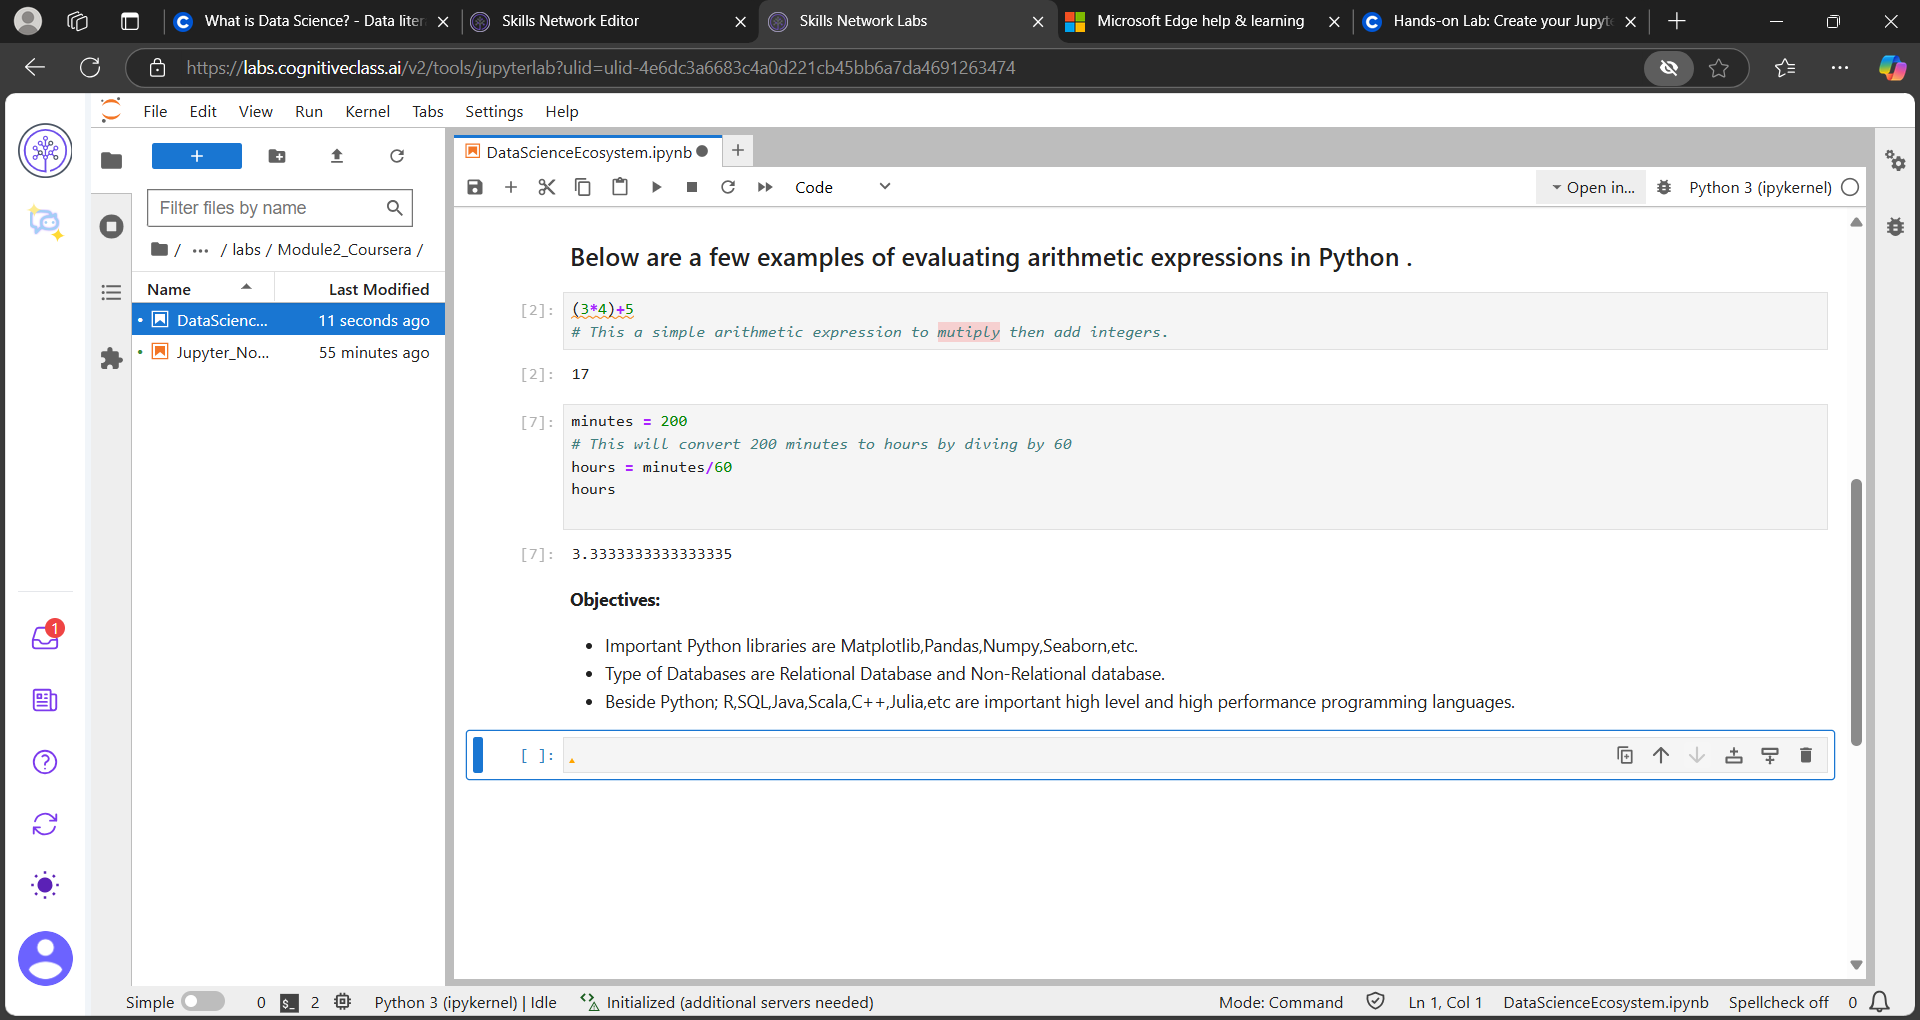 What is Data Science? - Data liter
Skills Network Editor
Skills Network Labs
Microsoft Edge help & learning
Hands-on Lab: Create your Jupyt
https://labs.cognitiveclass.ai/v2/tools/jupyterlab?ulid=ulid-4e6dc3a6683c4a0d221cb45bb6a7da4691263474
File Edit View Run Kernel Tabs Settings Help
DataScienceEcosystem.ipynb
Code
Open in...
Python 3 (ipykernel)
Filter files by name
/ ... / labs / Module2_Coursera /
Name Last Modified
DataScienc... 11 seconds ago
Jupyter_No... 55 minutes ago
Below are a few examples of evaluating arithmetic expressions in Python .
[2]: (3*4)+5
# This a simple arithmetic expression to mutiply then add integers.
[2]: 17
[7]: minutes = 200
# This will convert 200 minutes to hours by diving by 60
hours = minutes/60
hours
[7]: 3.3333333333333335
Objectives:
• Important Python libraries are Matplotlib,Pandas,Numpy,Seaborn,etc.
• Type of Databases are Relational Database and Non-Relational database.
• Beside Python; R,SQL,Java,Scala,C++,Julia,etc are important high level and high performance programming languages.
[ ]:
1
Simple 0 2 Python 3 (ipykernel) | Idle Initialized (additional servers needed) Mode: Command Ln 1, Col 1 DataScienceEcosystem.ipynb Spellcheck off 0